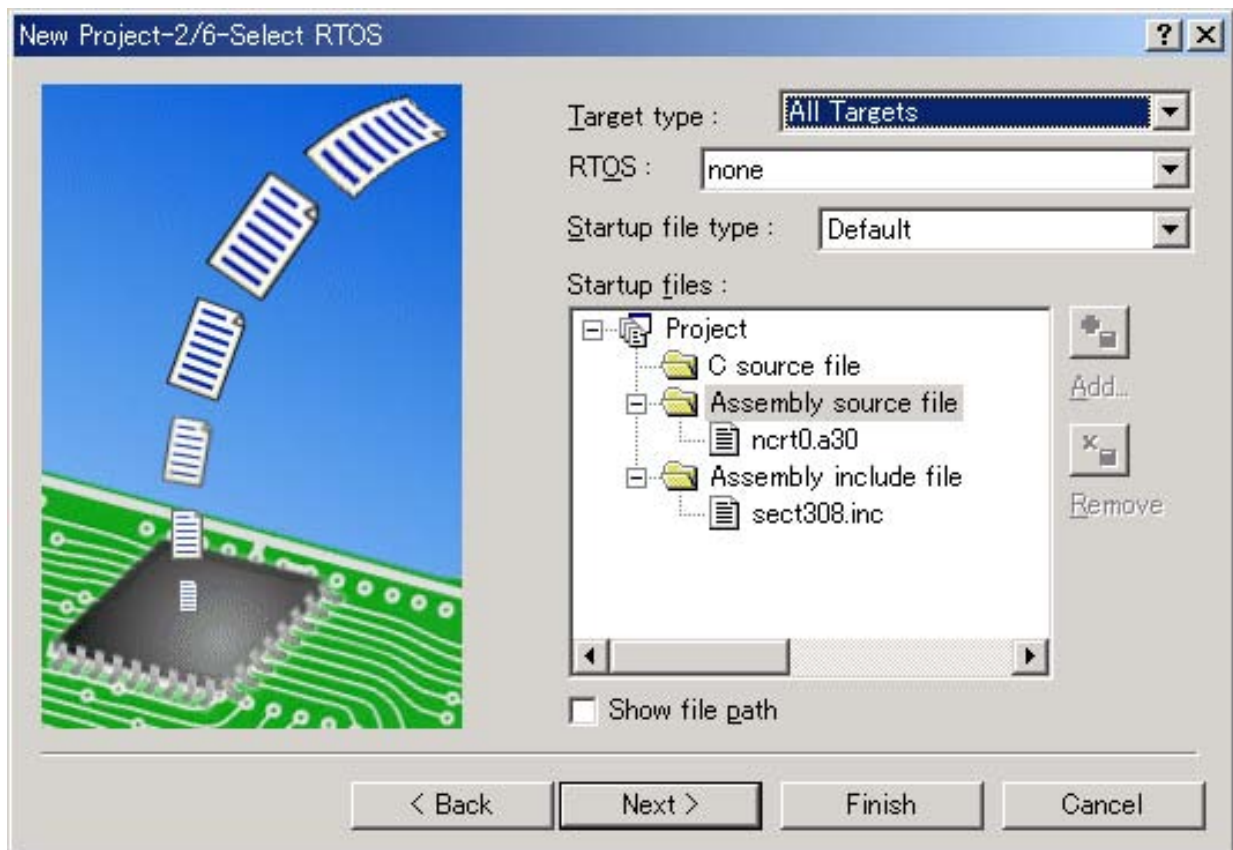 New Project-2/6-Select RTOS
Target type : All Targets
RTOS : none
Startup file type : Default
Startup files :
Project
C source file
Assembly source file
ncrt0.a30
Assembly include file
sect308.inc
Add...
Remove
Show file path
< Back Next > Finish Cancel